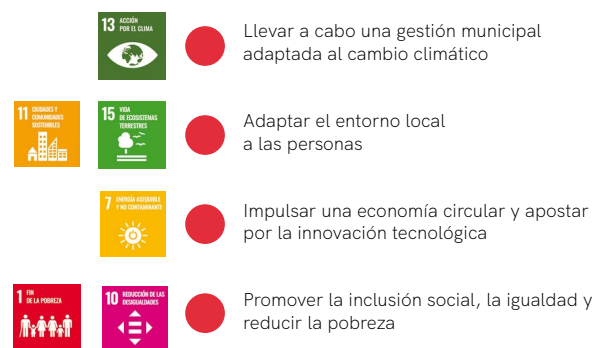 13 ACCIÓN
POR EL CLIMA
Llevar a cabo una gestión municipal
adaptada al cambio climático
11 CIUDADES Y
COMUNIDADES
SOSTENIBLES
15 VIDA
DE ECOSISTEMAS
TERRESTRES
Adaptar el entorno local
a las personas
7 ENERGÍA ASEQUIBLE
Y NO CONTAMINANTE
Impulsar una economía circular y apostar
por la innovación tecnológica
1 FIN
DE LA POBREZA
10 REDUCCIÓN DE LAS
DESIGUALDADES
Promover la inclusión social, la igualdad y
reducir la pobreza